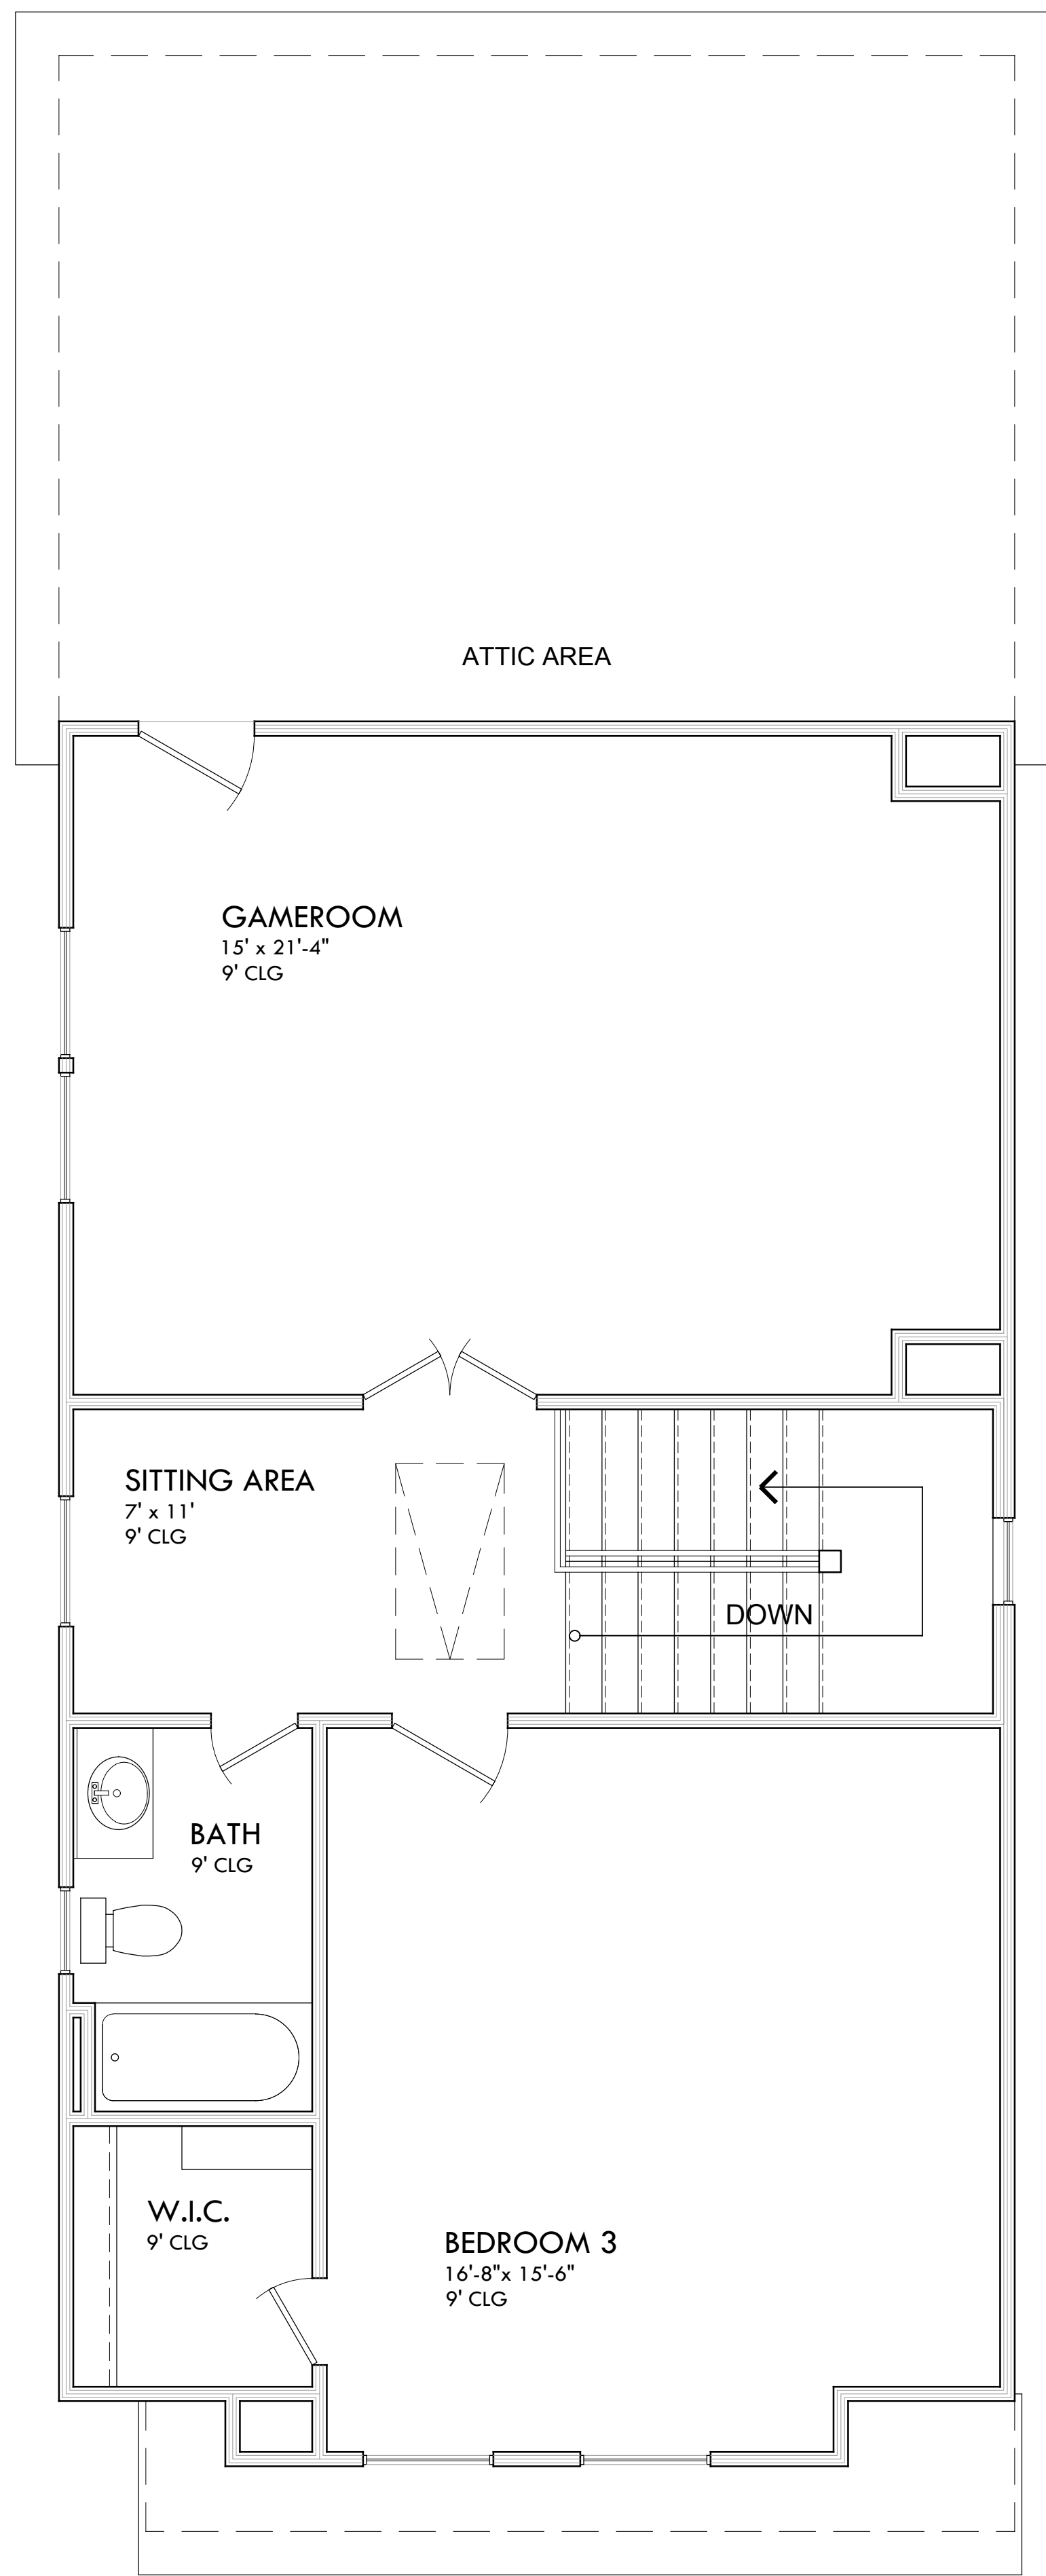 ATTIC AREA
GAMEROOM
15' x 21'-4"
9' CLG
SITTING AREA
7' x 11'
9' CLG
DOWN
BATH
9' CLG
W.I.C.
9' CLG
BEDROOM 3
16'-8"x 15'-6"
9' CLG